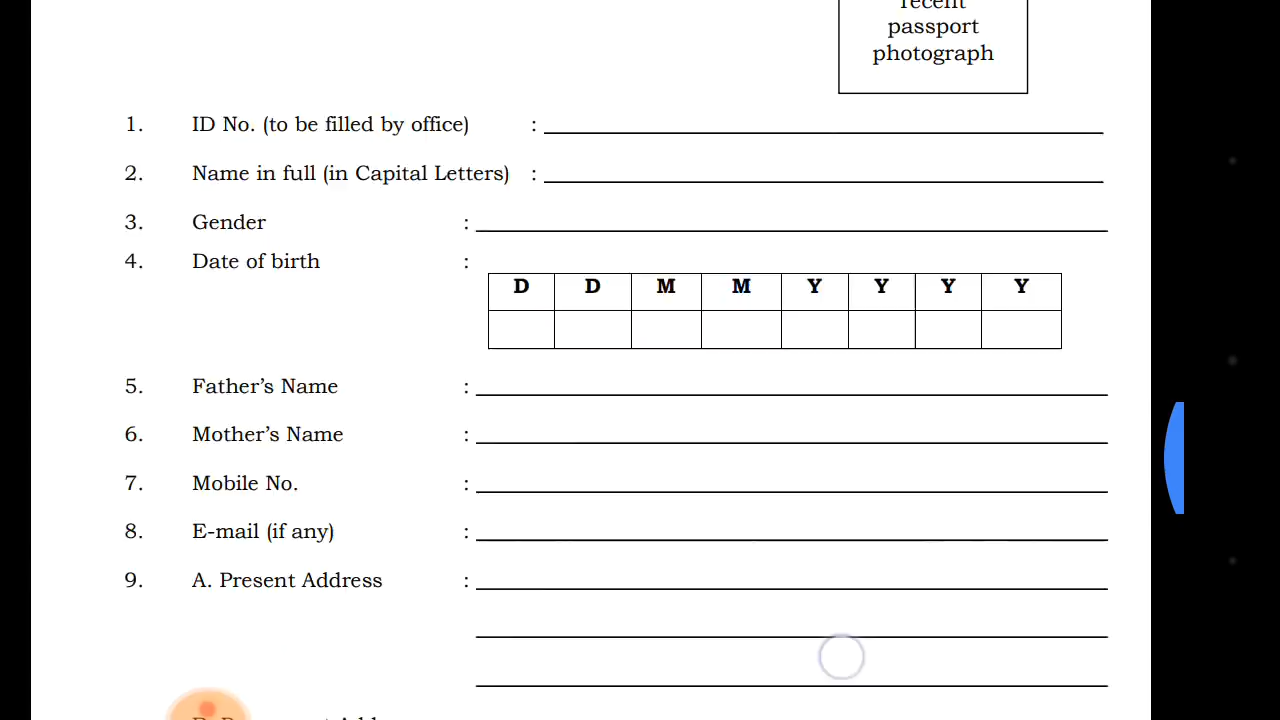 recent
passport
photograph
1. ID No. (to be filled by office) :
2. Name in full (in Capital Letters) :
3. Gender :
4. Date of birth :
D D M M Y Y Y Y
5. Father’s Name :
6. Mother’s Name :
7. Mobile No. :
8. E-mail (if any) :
9. A. Present Address :